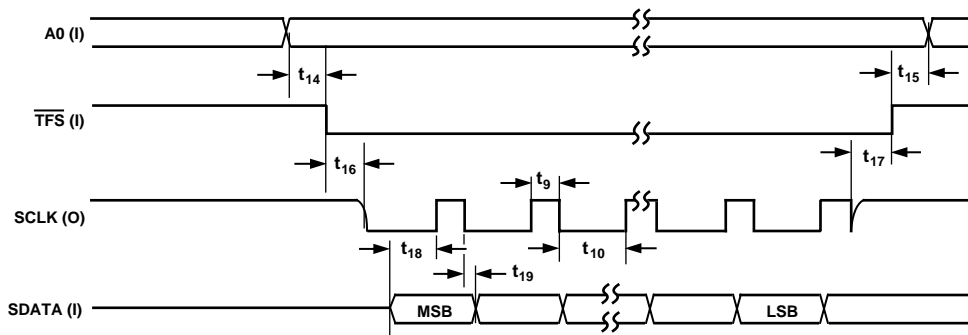 A0 (I)
t14
t15
TFS (I)
t16
t17
t9
SCLK (O)
t18
t10
t19
SDATA (I)
MSB
LSB